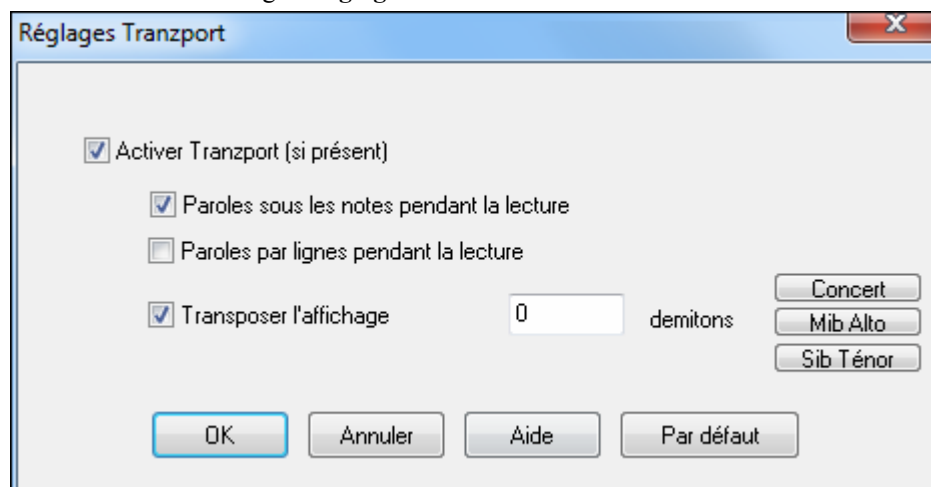 Réglages Tranzport
Activer Tranzport (si présent)
Paroles sous les notes pendant la lecture
Paroles par lignes pendant la lecture
Transposer l'affichage 0 demitons
Concert
Mib Alto
Sib Ténor
OK Annuler Aide Par défaut